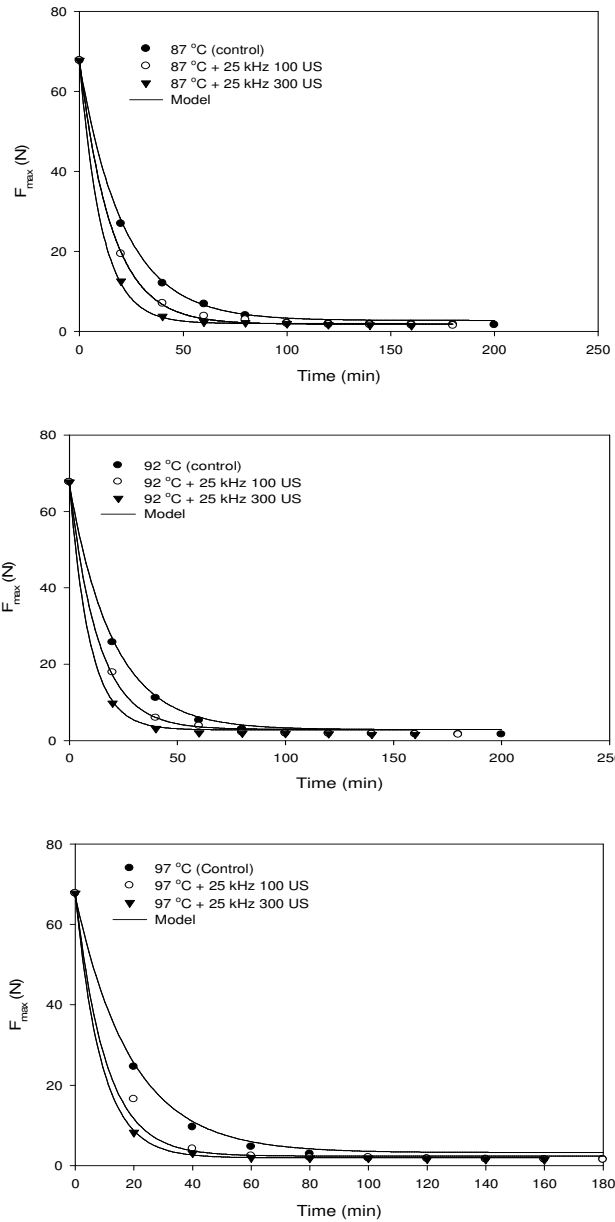 80
87 °C (control)
87 °C + 25 kHz 100 US
87 °C + 25 kHz 300 US
Model
60
40
20
0
F_max (N)
0 50 100 150 200 250
Time (min)
80
92 °C (control)
92 °C + 25 kHz 100 US
92 °C + 25 kHz 300 US
Model
60
40
20
0
F_max (N)
0 50 100 150 200 250
Time (min)
80
97 °C (Control)
97 °C + 25 kHz 100 US
97 °C + 25 kHz 300 US
Model
60
40
20
0
F_max (N)
0 20 40 60 80 100 120 140 160 180
Time (min)